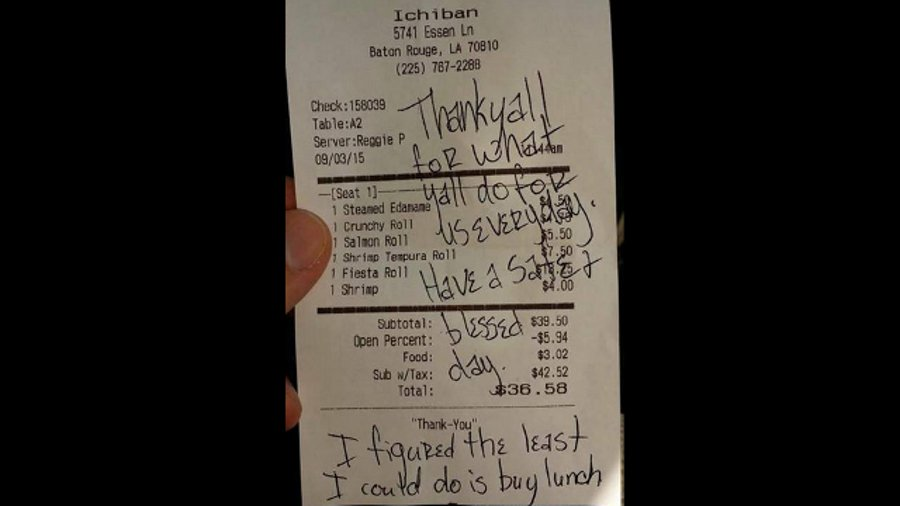 Ichiban
5741 Essen Ln
Baton Rouge, LA 70810
(225) 767-2288
Check:158039
Table:A2
Server:Reggie P
09/03/15
Thank yall
for what
yall do for
us everyday.
Have a safe &
blessed
day.
[Seat 1]
1 Steamed Edamame
1 Crunchy Roll
1 Salmon Roll $5.50
1 Shrimp Tempura Roll $7.50
1 Fiesta Roll
1 Shrimp $4.00
Subtotal: $39.50
Open Percent: -$5.94
Food: $3.02
Sub w/Tax: $42.52
Total: $36.58
"Thank-You"
I figured the least
I could do is buy lunch